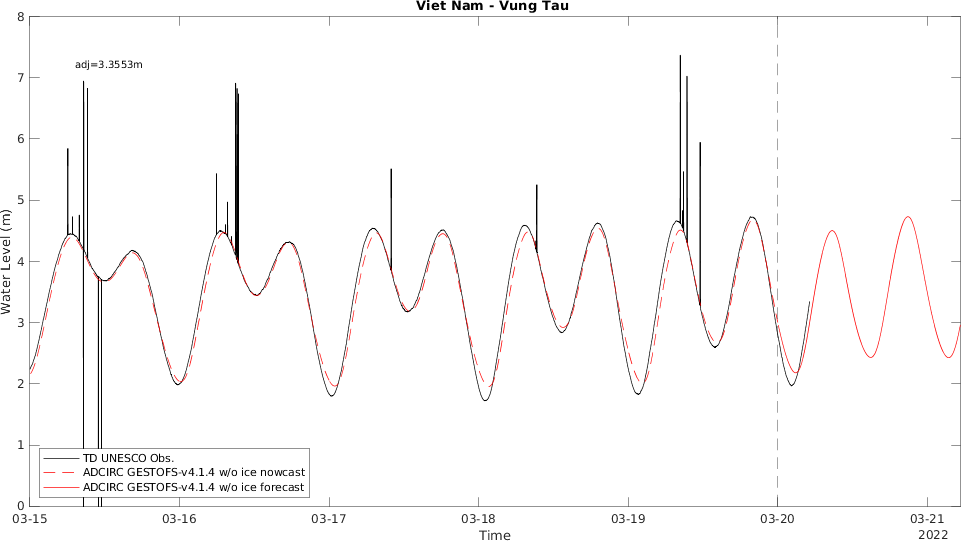 Viet Nam - Vung Tau
8
adj=3.3553m
7
6
5
4
3
2
1
0
Water Level (m)
TD UNESCO Obs.
ADCIRC GESTOFS-v4.1.4 w/o ice nowcast
ADCIRC GESTOFS-v4.1.4 w/o ice forecast
03-15 03-16 03-17 03-18 03-19 03-20 03-21
Time
2022